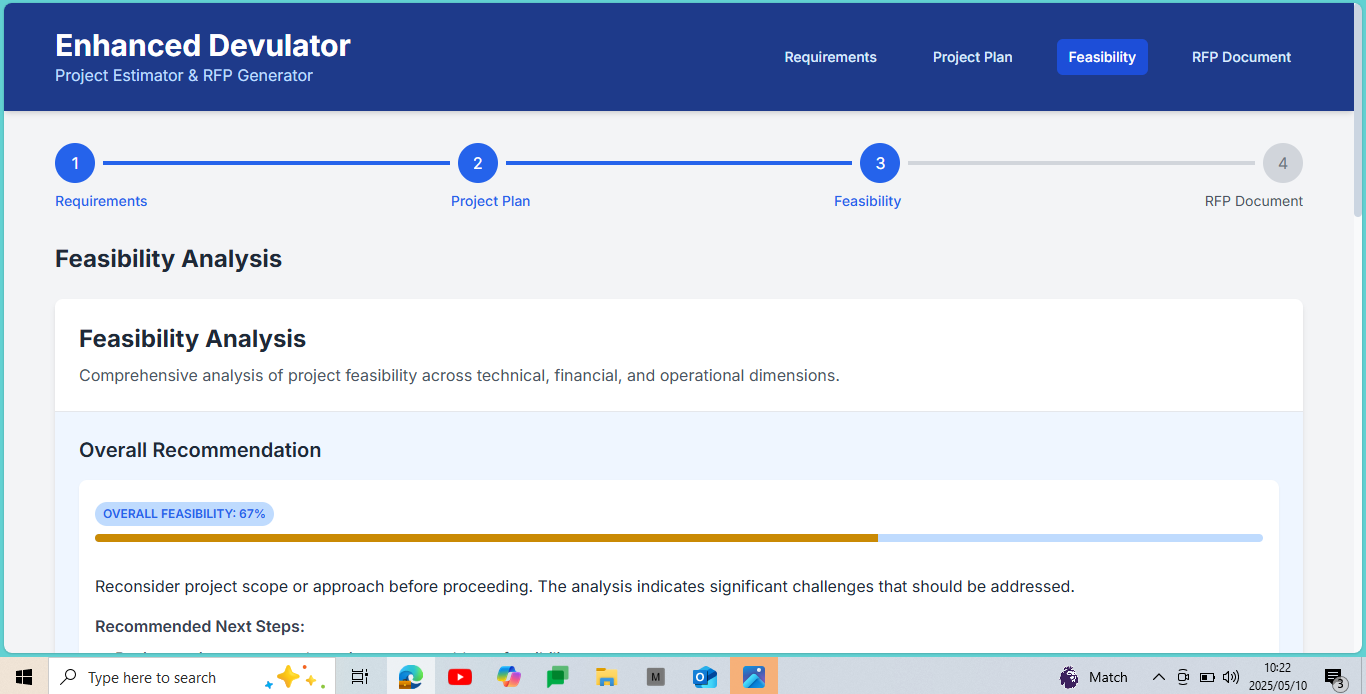 Enhanced Devulator
Project Estimator & RFP Generator
Requirements
Project Plan
Feasibility
RFP Document
1
2
3
4
Requirements
Project Plan
Feasibility
RFP Document
Feasibility Analysis
Feasibility Analysis
Comprehensive analysis of project feasibility across technical, financial, and operational dimensions.
Overall Recommendation
OVERALL FEASIBILITY: 67%
Reconsider project scope or approach before proceeding. The analysis indicates significant challenges that should be addressed.
Recommended Next Steps:
Type here to search
M
Match
10:22
2025/05/10
3